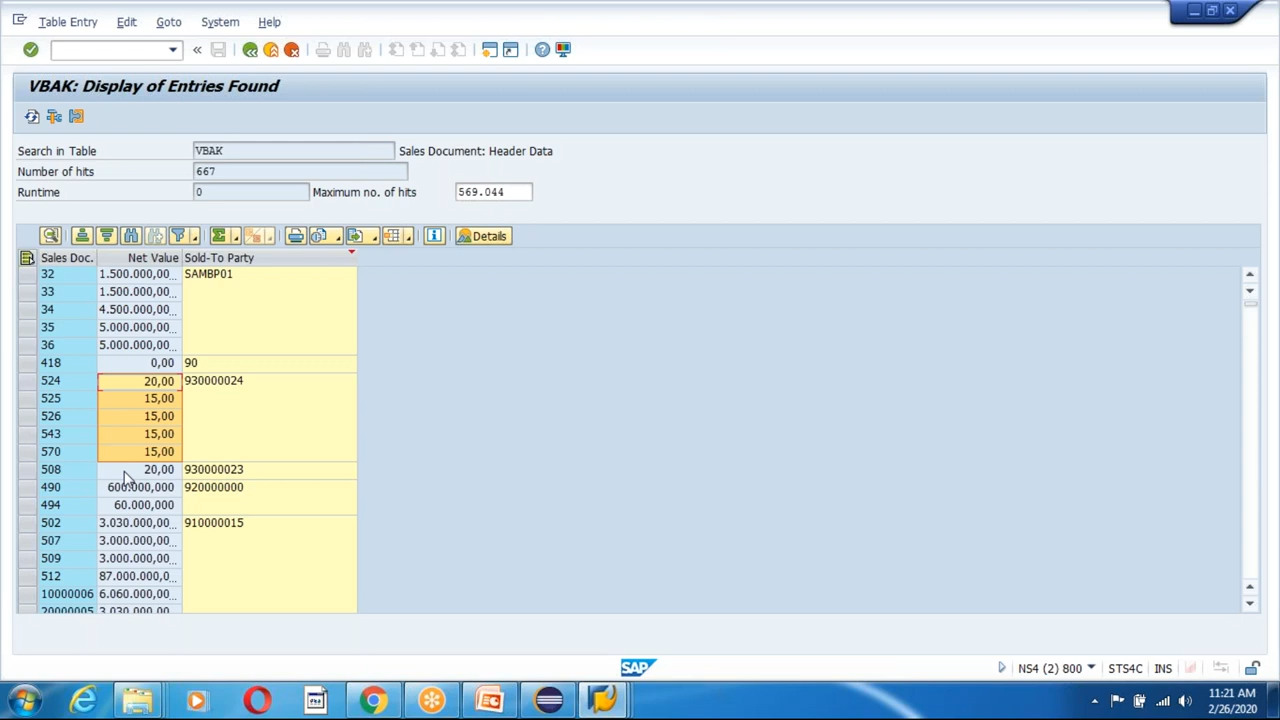 Table Entry Edit Goto System Help
VBAK: Display of Entries Found
Search in Table VBAK Sales Document: Header Data
Number of hits 667
Runtime 0 Maximum no. of hits 569.044
Details
Sales Doc. Net Value Sold-To Party
32 1.500.000,00... SAMBP01
33 1.500.000,00...
34 4.500.000,00...
35 5.000.000,00...
36 5.000.000,00...
418 0,00 90
524 20,00 930000024
525 15,00
526 15,00
543 15,00
570 15,00
508 20,00 930000023
490 600.000,000 920000000
494 60.000,000
502 3.030.000,00... 910000015
507 3.000.000,00...
509 3.000.000,00...
512 87.000.000,0...
10000006 6.060.000,00...
20000005 3.030.000,00...
SAP NS4 (2) 800 STS4C INS
11:21 AM
2/26/2020